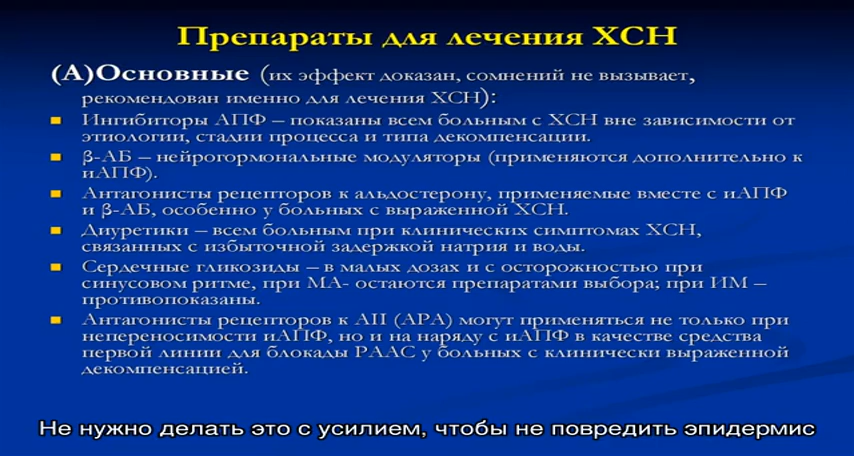 Препараты для лечения ХСН
(А)Основные (их эффект доказан, сомнений не вызывает,
рекомендован именно для лечения ХСН):
Ингибиторы АПФ – показаны всем больным с ХСН вне зависимости от
этиологии, стадии процесса и типа декомпенсации.
β-АБ – нейрогормональные модуляторы (применяются дополнительно к
иАПФ).
Антагонисты рецепторов к альдостерону, применяемые вместе с иАПФ
и β-АБ, особенно у больных с выраженной ХСН.
Диуретики – всем больным при клинических симптомах ХСН,
связанных с избыточной задержкой натрия и воды.
Сердечные гликозиды – в малых дозах и с осторожностью при
синусовом ритме, при МА- остаются препаратами выбора; при ИМ –
противопоказаны.
Антагонисты рецепторов к АII (АРА) могут применяться не только при
непереносимости иАПФ, но и на наряду с иАПФ в качестве средства
первой линии для блокады РААС у больных с клинически выраженной
декомпенсацией.
Не нужно делать это с усилием, чтобы не повредить эпидермис